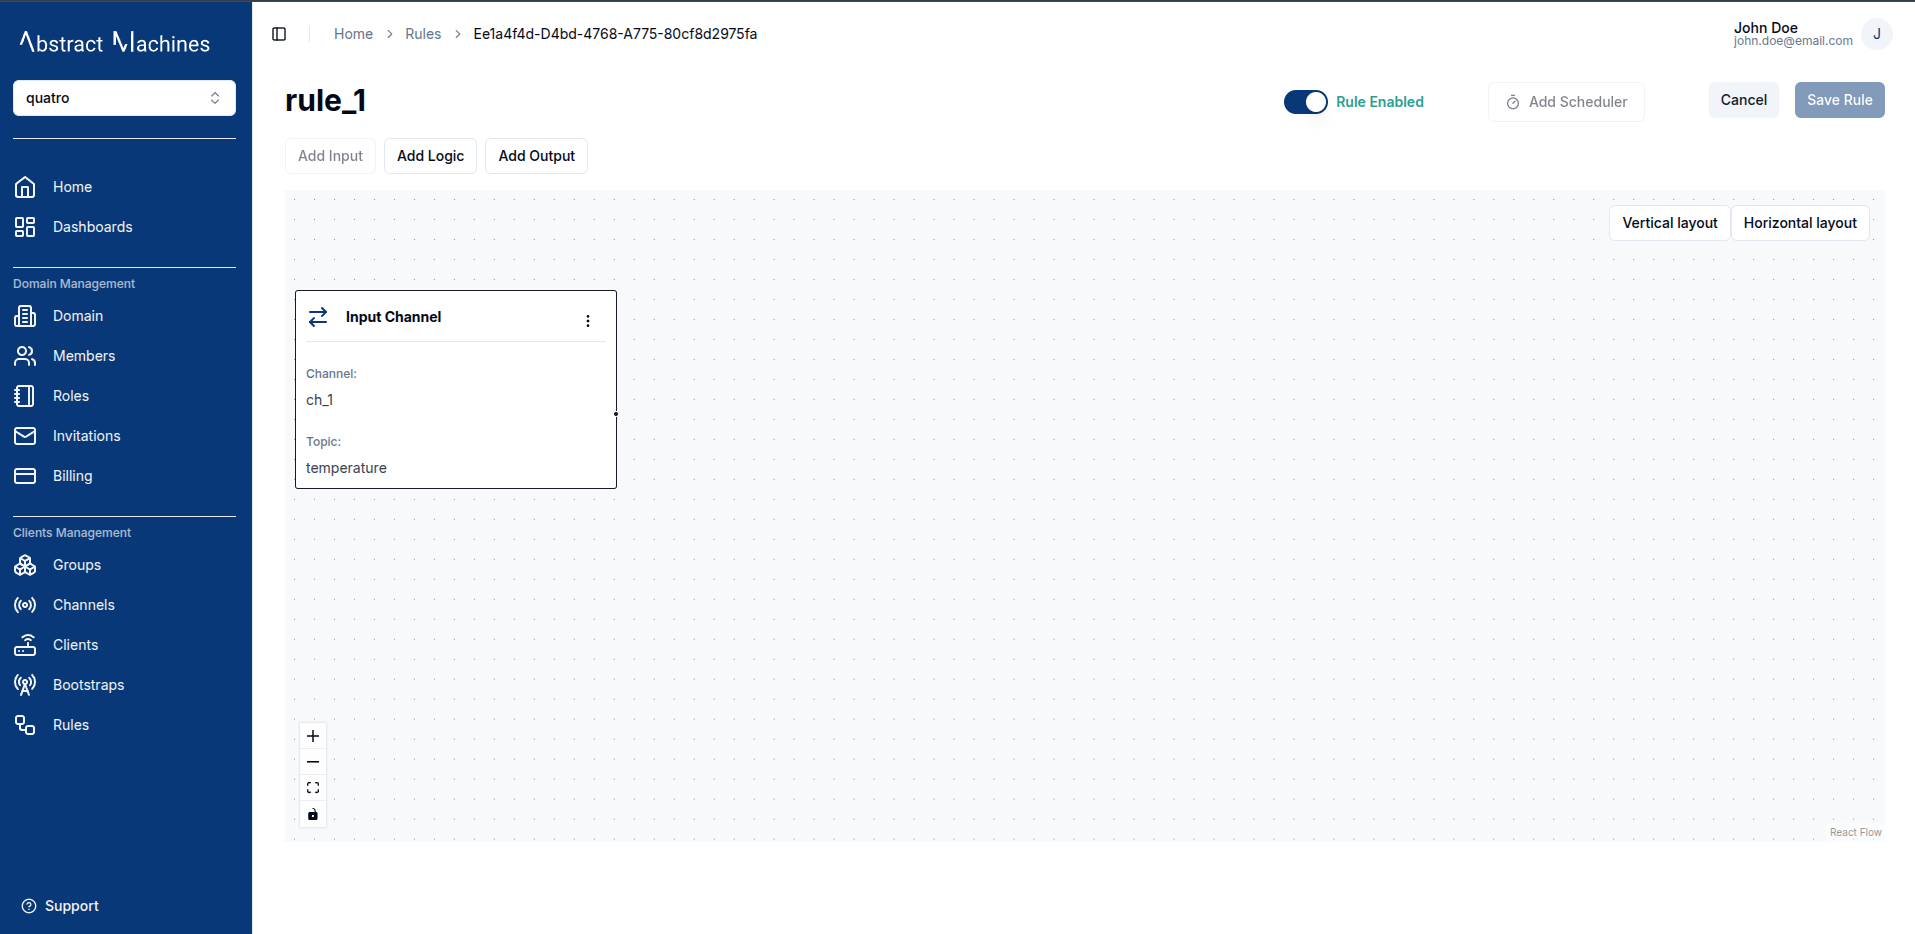 Abstract Machines
quatro
Home
Dashboards
Domain Management
Domain
Members
Roles
Invitations
Billing
Clients Management
Groups
Channels
Clients
Bootstraps
Rules
Support
Home > Rules > Ee1a4f4d-D4bd-4768-A775-80cf8d2975fa
John Doe
john.doe@email.com
J
rule_1
Rule Enabled
Add Scheduler
Cancel
Save Rule
Add Input
Add Logic
Add Output
Vertical layout
Horizontal layout
Input Channel
Channel:
ch_1
Topic:
temperature
React Flow